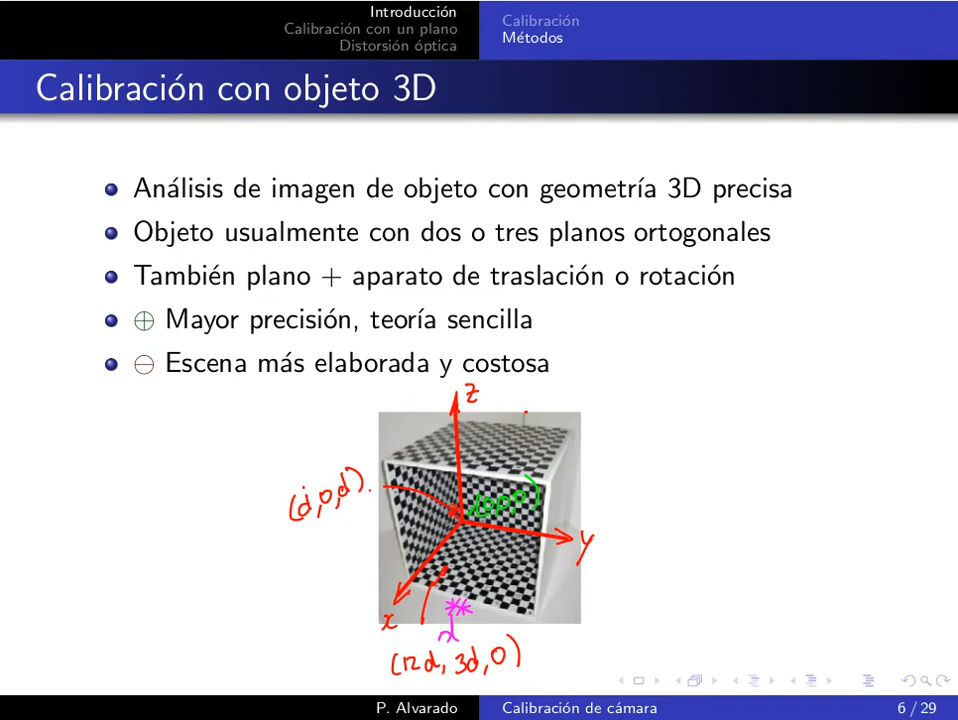 Introducción
Calibración con un plano
Distorsión óptica
Calibración
Métodos
Calibración con objeto 3D
Análisis de imagen de objeto con geometría 3D precisa
Objeto usualmente con dos o tres planos ortogonales
También plano + aparato de traslación o rotación
⊕ Mayor precisión, teoría sencilla
⊖ Escena más elaborada y costosa
z
(d,0,d)
(0,0,0)
y
x
d
(12d, 3d, 0)
P. Alvarado
Calibración de cámara
6 / 29